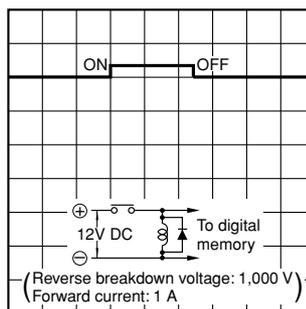 ON OFF
⊕
12V DC
⊖
To digital
memory
(Reverse breakdown voltage: 1,000 V
Forward current: 1 A)